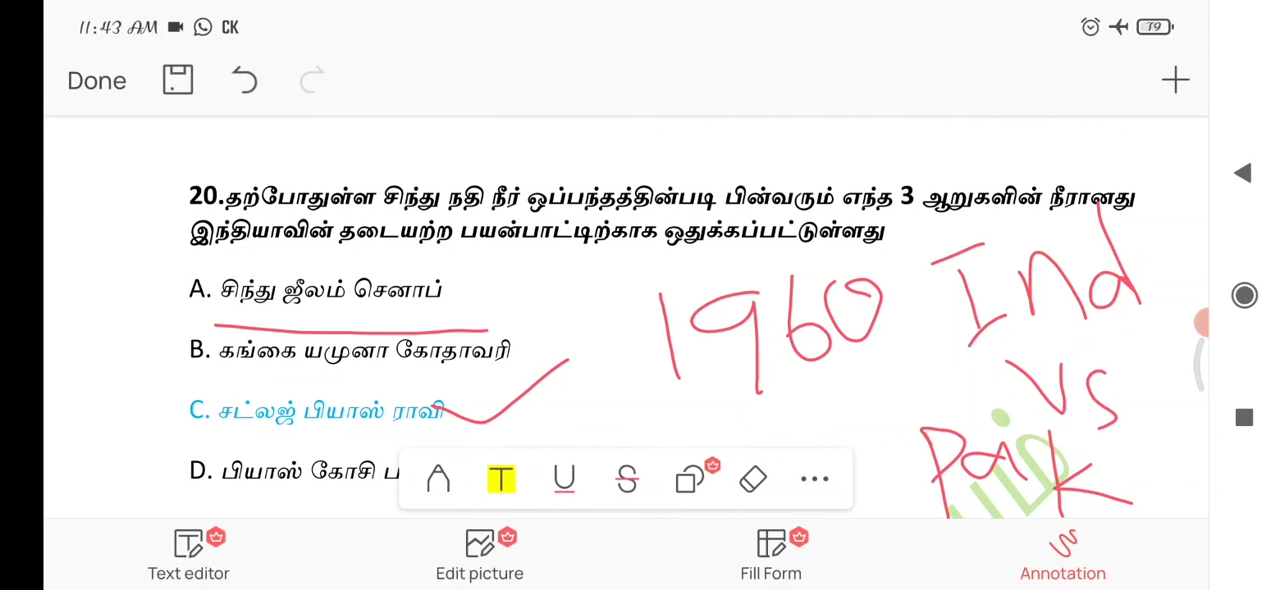 11:43 AM CK 79
Done
20.தற்போதுள்ள சிந்து நதி நீர் ஒப்பந்தத்தின்படி பின்வரும் எந்த 3 ஆறுகளின் நீரானது
இந்தியாவின் தடையற்ற பயன்பாட்டிற்காக ஒதுக்கப்பட்டுள்ளது
A. சிந்து ஜீலம் செனாப்
1960 Ind
B. கங்கை யமுனா கோதாவரி
VS
C. சட்லஜ் பியாஸ் ராவி
Pak
D. பியாஸ் கோசி
T U S
Text editor Edit picture Fill Form Annotation